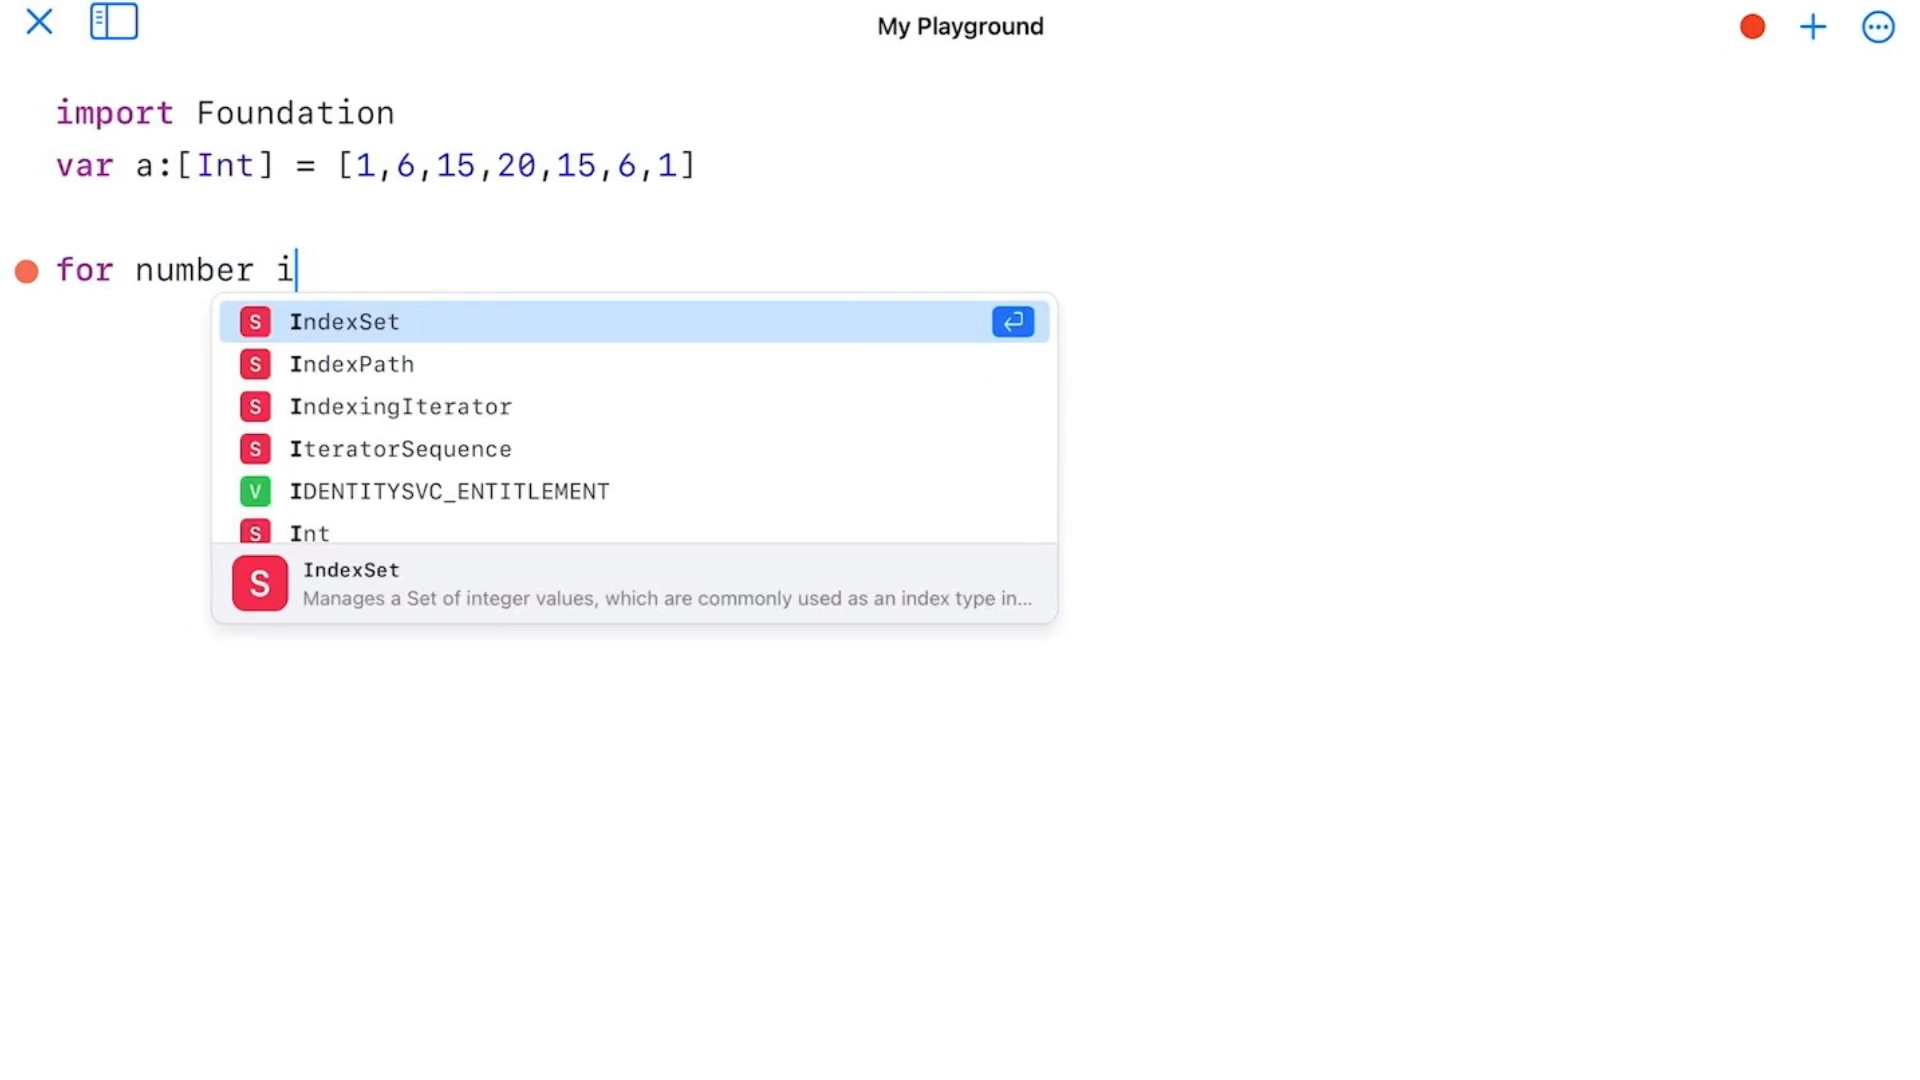 My Playground
import Foundation
var a:[Int] = [1,6,15,20,15,6,1]
for number i
S IndexSet
S IndexPath
S IndexingIterator
S IteratorSequence
V IDENTITYSVC_ENTITLEMENT
S Int
S IndexSet
Manages a Set of integer values, which are commonly used as an index type in...